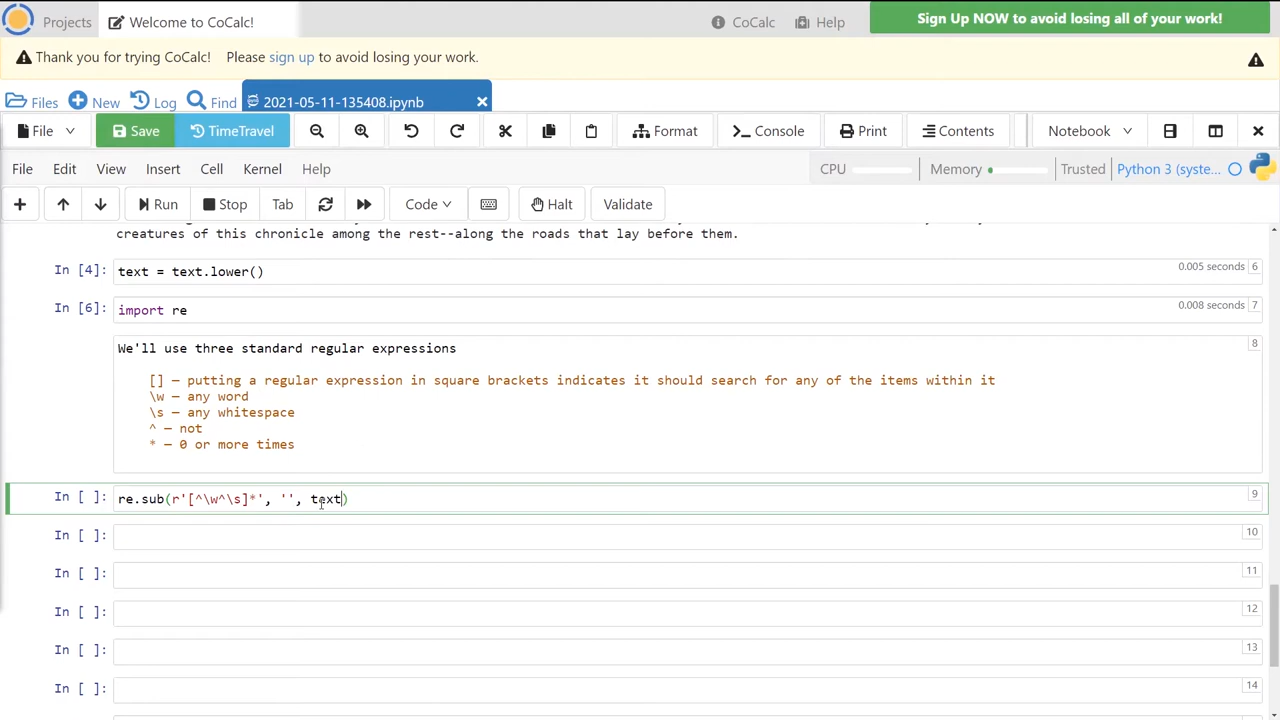 Projects Welcome to CoCalc! CoCalc Help Sign Up NOW to avoid losing all of your work!
Thank you for trying CoCalc! Please sign up to avoid losing your work.
Files New Log Find 2021-05-11-135408.ipynb
File Save TimeTravel Format Console Print Contents Notebook
File Edit View Insert Cell Kernel Help CPU Memory Trusted Python 3 (syste...
Run Stop Tab Code Halt Validate
creatures of this chronicle among the rest--along the roads that lay before them.
In [4]: text = text.lower() 0.005 seconds 6
In [6]: import re 0.008 seconds 7
We'll use three standard regular expressions 8
[] – putting a regular expression in square brackets indicates it should search for any of the items within it
\w – any word
\s – any whitespace
^ – not
* – 0 or more times
In [ ]: re.sub(r'[^\w^\s]*', '', text) 9
In [ ]: 10
In [ ]: 11
In [ ]: 12
In [ ]: 13
In [ ]: 14